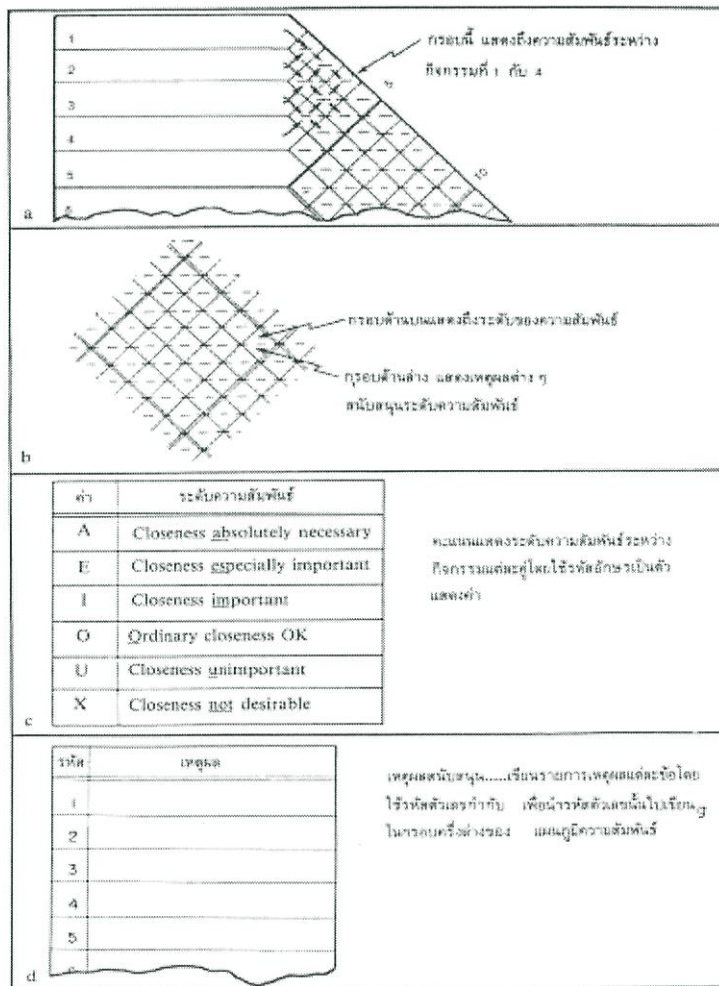 1
2
3
4
5
6
5
10
กรอบนี้ แสดงถึงความสัมพันธ์ระหว่าง
กิจกรรมที่ 1 กับ 4
a
กรอบด้านบนแสดงถึงระดับของความสัมพันธ์
กรอบด้านล่าง แสดงเหตุผลต่าง ๆ
สนับสนุนระดับความสัมพันธ์
b
ค่า ระดับความสัมพันธ์
A Closeness absolutely necessary
E Closeness especially important
I Closeness important
O Ordinary closeness OK
U Closeness unimportant
X Closeness not desirable
คะแนนแสดงระดับความสัมพันธ์ระหว่าง
กิจกรรมแต่ละคู่โดยใช้รหัสอักษรเป็นตัว
แสดงค่า
c
รหัส เหตุผล
1
2
3
4
5
6
เหตุผลสนับสนุน.....เขียนรายการเหตุผลแต่ละข้อโดย
ใช้รหัสตัวเลขกำกับ เพื่อนำรหัสตัวเลขนั้นไปเขียน
ในกรอบครึ่งล่างของ แผนภูมิความสัมพันธ์
d